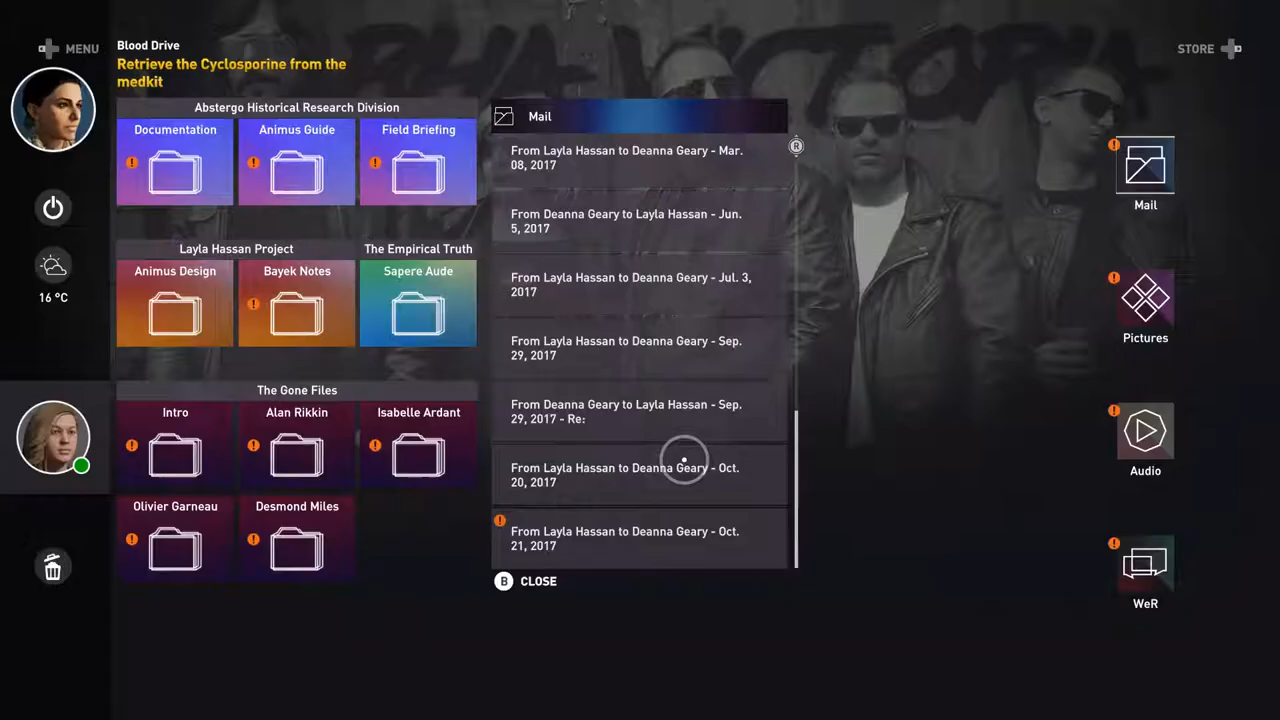 MENU
STORE
Blood Drive
Retrieve the Cyclosporine from the
medkit
Abstergo Historical Research Division
Documentation
Animus Guide
Field Briefing
Layla Hassan Project
The Empirical Truth
Animus Design
Bayek Notes
Sapere Aude
16 °C
The Gone Files
Intro
Alan Rikkin
Isabelle Ardant
Olivier Garneau
Desmond Miles
Mail
R
From Layla Hassan to Deanna Geary - Mar.
08, 2017
From Deanna Geary to Layla Hassan - Jun.
5, 2017
From Layla Hassan to Deanna Geary - Jul. 3,
2017
From Layla Hassan to Deanna Geary - Sep.
29, 2017
From Deanna Geary to Layla Hassan - Sep.
29, 2017 - Re:
From Layla Hassan to Deanna Geary - Oct.
20, 2017
From Layla Hassan to Deanna Geary - Oct.
21, 2017
B CLOSE
Mail
Pictures
Audio
WeR